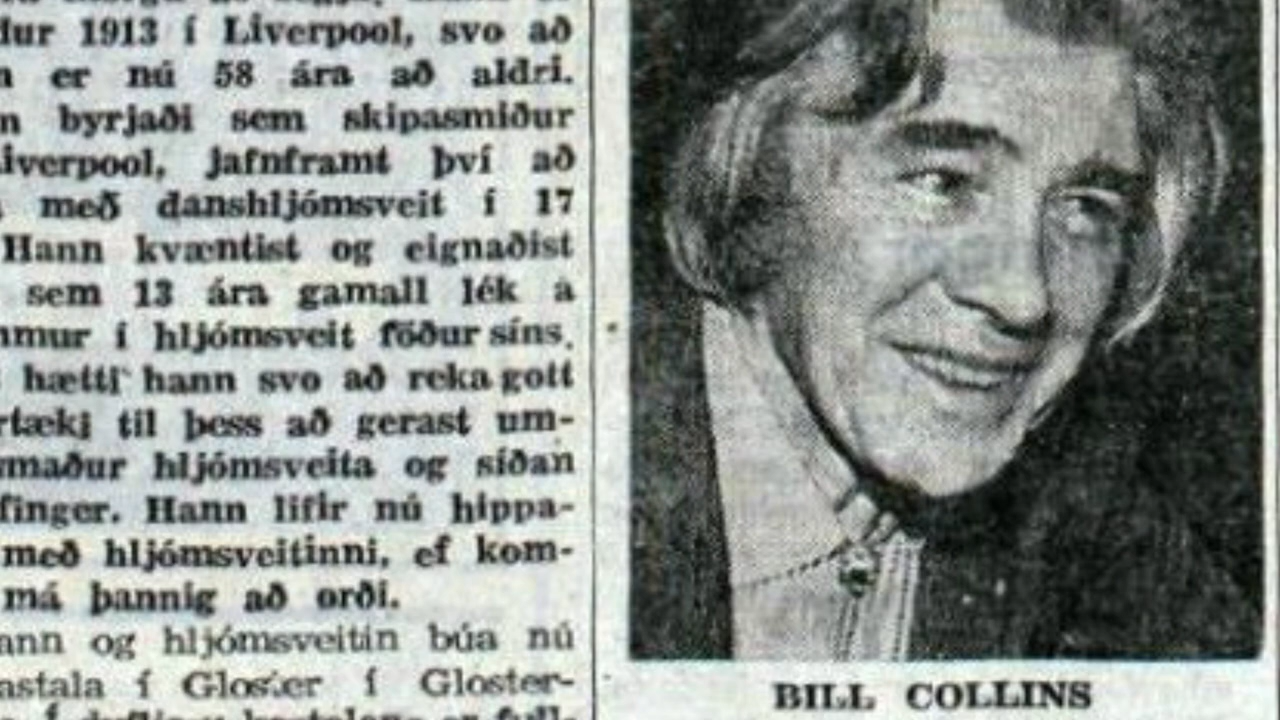 dur 1913 í Liverpool, svo að
er nú 58 ára að aldri.
byrjaði sem skipasmiður
iverpool, jafnframt því að
með danshljómsveit í 17
Hann kvæntist og eignaðist
sem 13 ára gamall lék a
mmur í hljómsveit föður síns.
hætti hann svo að reka gott
rtæki til þess að gerast um-
maður hljómsveita og síðan
finger. Hann lifir nú hippa-
með hljómsveitinni, ef kom-
má þannig að orði.
ann og hljómsveitin búa nú
astala í Gloster í Gloster-
BILL COLLINS